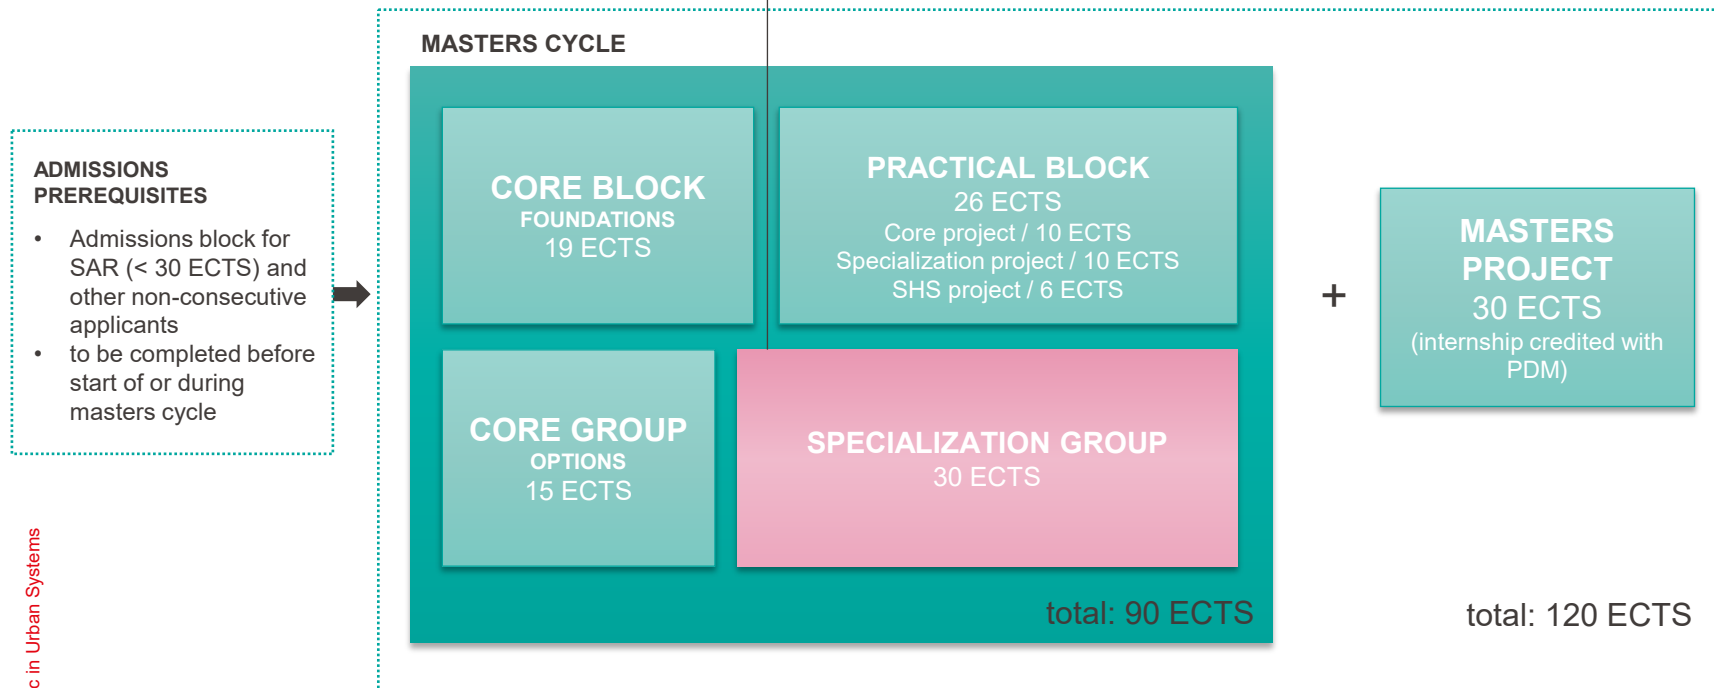 MASTERS CYCLE
ADMISSIONS
PREREQUISITES
• Admissions block for
SAR (< 30 ECTS) and
other non-consecutive
applicants
• to be completed before
start of or during
masters cycle
CORE BLOCK
FOUNDATIONS
19 ECTS
PRACTICAL BLOCK
26 ECTS
Core project / 10 ECTS
Specialization project / 10 ECTS
SHS project / 6 ECTS
CORE GROUP
OPTIONS
15 ECTS
SPECIALIZATION GROUP
30 ECTS
total: 90 ECTS
+
MASTERS
PROJECT
30 ECTS
(internship credited with
PDM)
total: 120 ECTS
c in Urban Systems